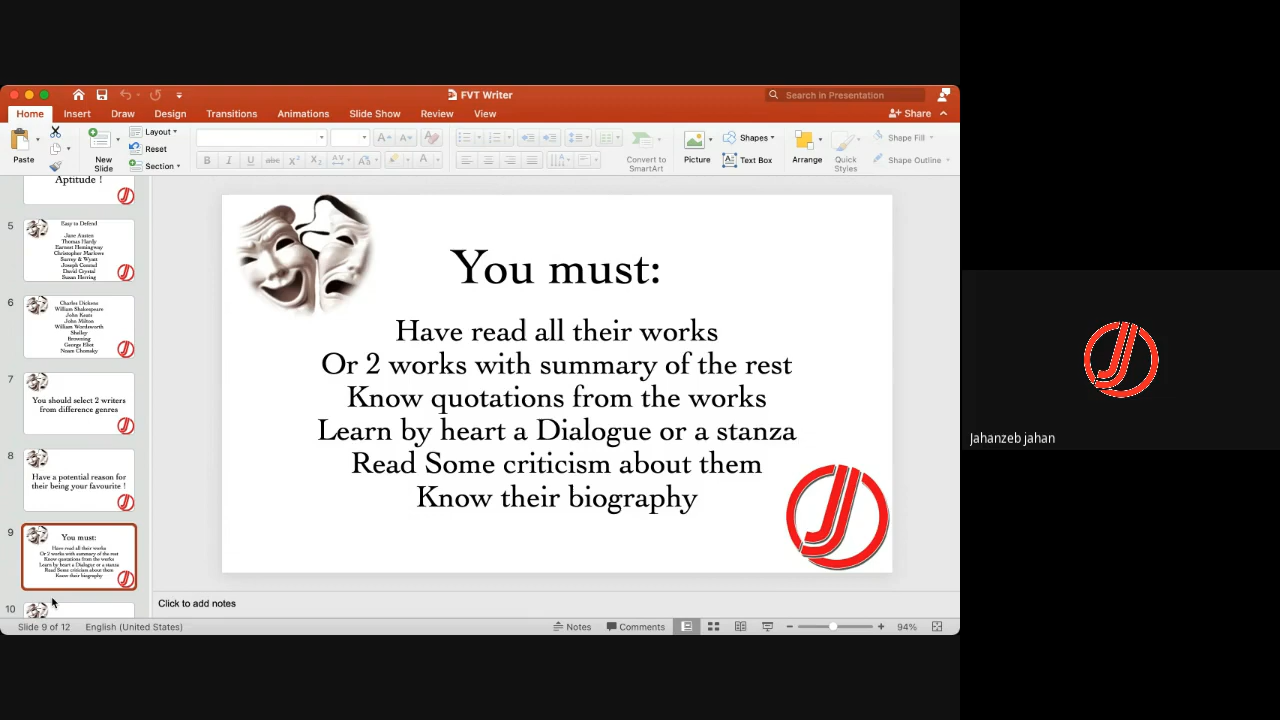 FVT Writer
Search in Presentation
Home Insert Draw Design Transitions Animations Slide Show Review View
Share
Paste
New Slide
Layout
Reset
Section
Convert to SmartArt
Picture
Shapes
Text Box
Arrange
Quick Styles
Shape Fill
Shape Outline
Aptitude !
5
Easy to Defend
Jane Austen
Thomas Hardy
Earnest Hemingway
Christopher Marlowe
Surrey & Wyatt
Joseph Conrad
David Crystal
Susan Herring
6
Charles Dickens
William Shakespeare
John Keats
John Milton
William Wordsworth
Shelley
Browning
George Eliot
Noam Chomsky
7
You should select 2 writers
from difference genres
8
Have a potential reason for
their being your favourite !
9
You must:
Have read all their works
Or 2 works with summary of the rest
Know quotations from the works
Learn by heart a Dialogue or a stanza
Read Some criticism about them
Know their biography
10
You must:
Have read all their works
Or 2 works with summary of the rest
Know quotations from the works
Learn by heart a Dialogue or a stanza
Read Some criticism about them
Know their biography
Click to add notes
Slide 9 of 12 English (United States) Notes Comments 94%
Jahanzeb jahan